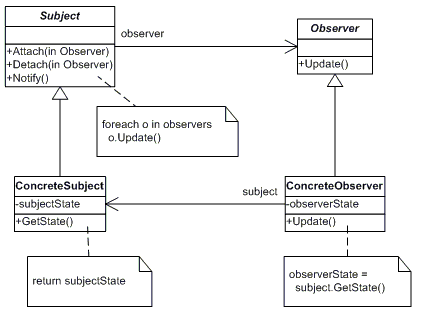 Subject
+Attach(in Observer)
+Detach(in Observer)
+Notify()
observer
Observer
+Update()
foreach o in observers
o.Update()
ConcreteSubject
-subjectState
+GetState()
subject
ConcreteObserver
-observerState
+Update()
return subjectState
observerState =
subject.GetState()